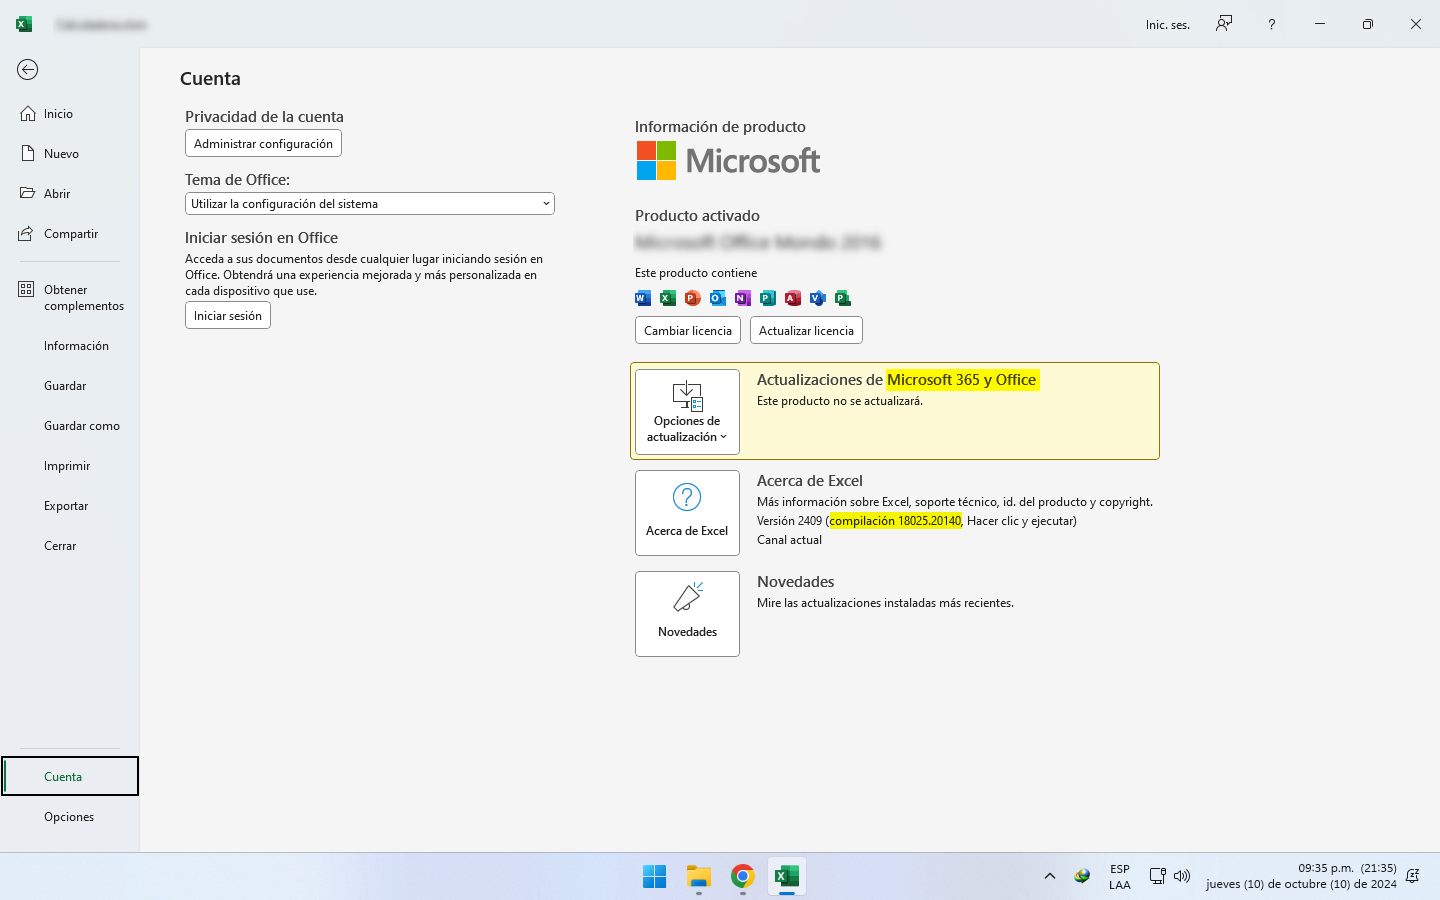 Inic. ses.
?
Inicio
Nuevo
Abrir
Compartir
Obtener
complementos
Información
Guardar
Guardar como
Imprimir
Exportar
Cerrar
Cuenta
Opciones
Cuenta
Privacidad de la cuenta
Administrar configuración
Tema de Office:
Utilizar la configuración del sistema
Iniciar sesión en Office
Acceda a sus documentos desde cualquier lugar iniciando sesión en
Office. Obtendrá una experiencia mejorada y más personalizada en
cada dispositivo que use.
Iniciar sesión
Información de producto
Microsoft
Producto activado
Microsoft Office Mondo 2016
Este producto contiene
Cambiar licencia
Actualizar licencia
Opciones de
actualización
Actualizaciones de Microsoft 365 y Office
Este producto no se actualizará.
Acerca de Excel
Acerca de Excel
Más información sobre Excel, soporte técnico, id. del producto y copyright.
Versión 2409 (compilación 18025.20140, Hacer clic y ejecutar)
Canal actual
Novedades
Novedades
Mire las actualizaciones instaladas más recientes.
ESP
LAA
09:35 p.m. (21:35)
jueves (10) de octubre (10) de 2024